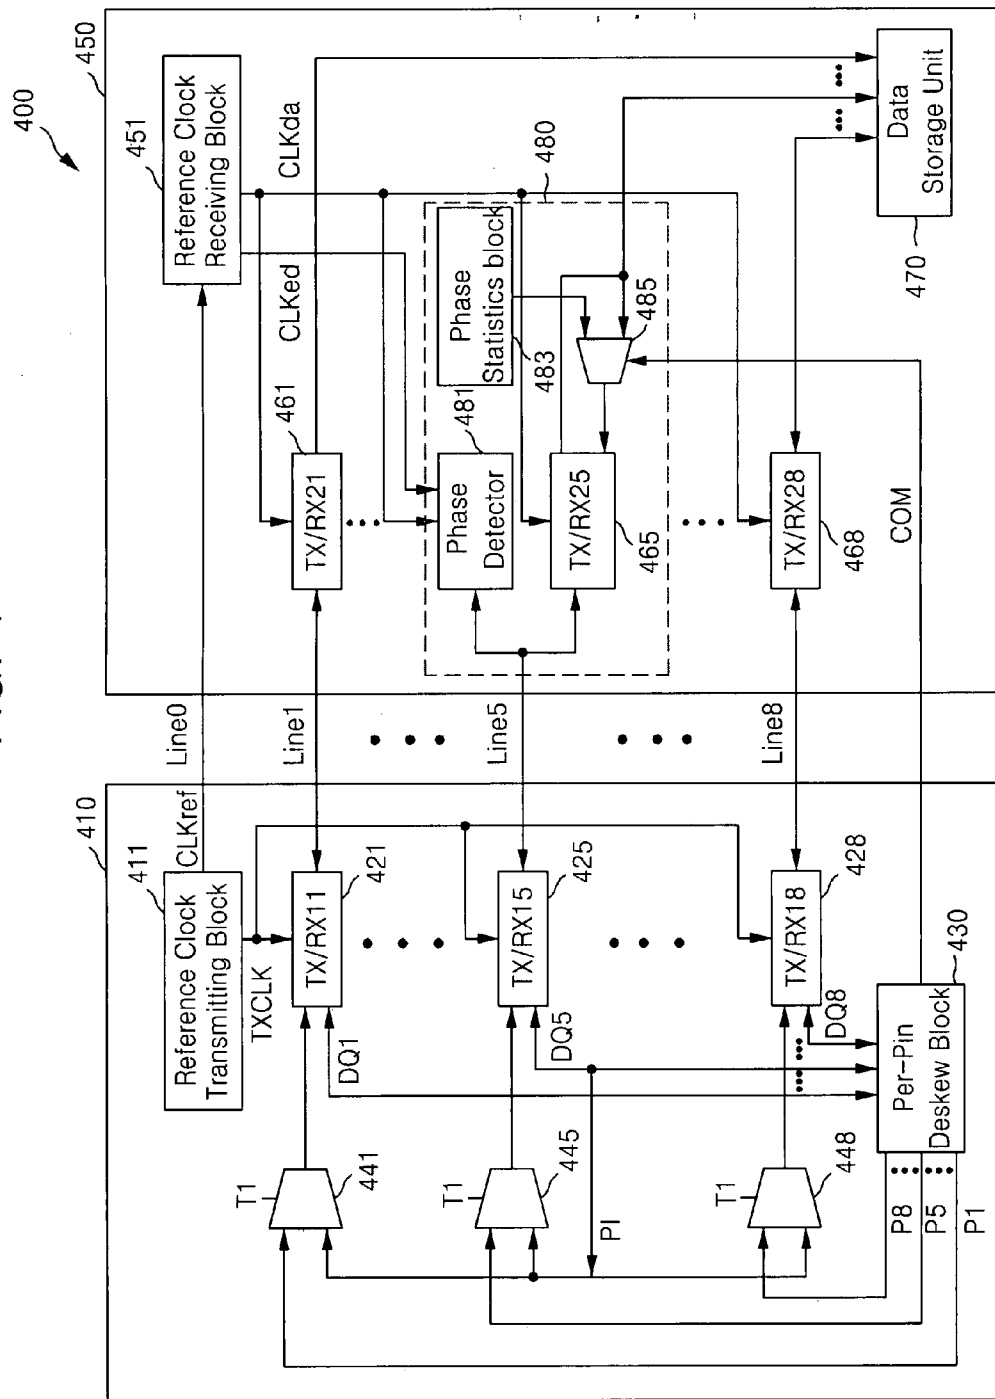 400
450
451
Reference Clock
Receiving Block
CLKda
CLKed
480
Phase
Statistics block
483
485
461
TX/RX21
481
Phase
Detector
TX/RX25
465
TX/RX28
468
COM
Data
Storage Unit
470
Line0
Line1
Line5
Line8
410
411
CLKref
Reference Clock
Transmitting Block
TXCLK
TX/RX11
421
TX/RX15
425
TX/RX18
428
DQ1
DQ5
DQ8
430
Per-Pin
Deskew Block
T1
441
T1
445
T1
448
PI
P8
P5
P1